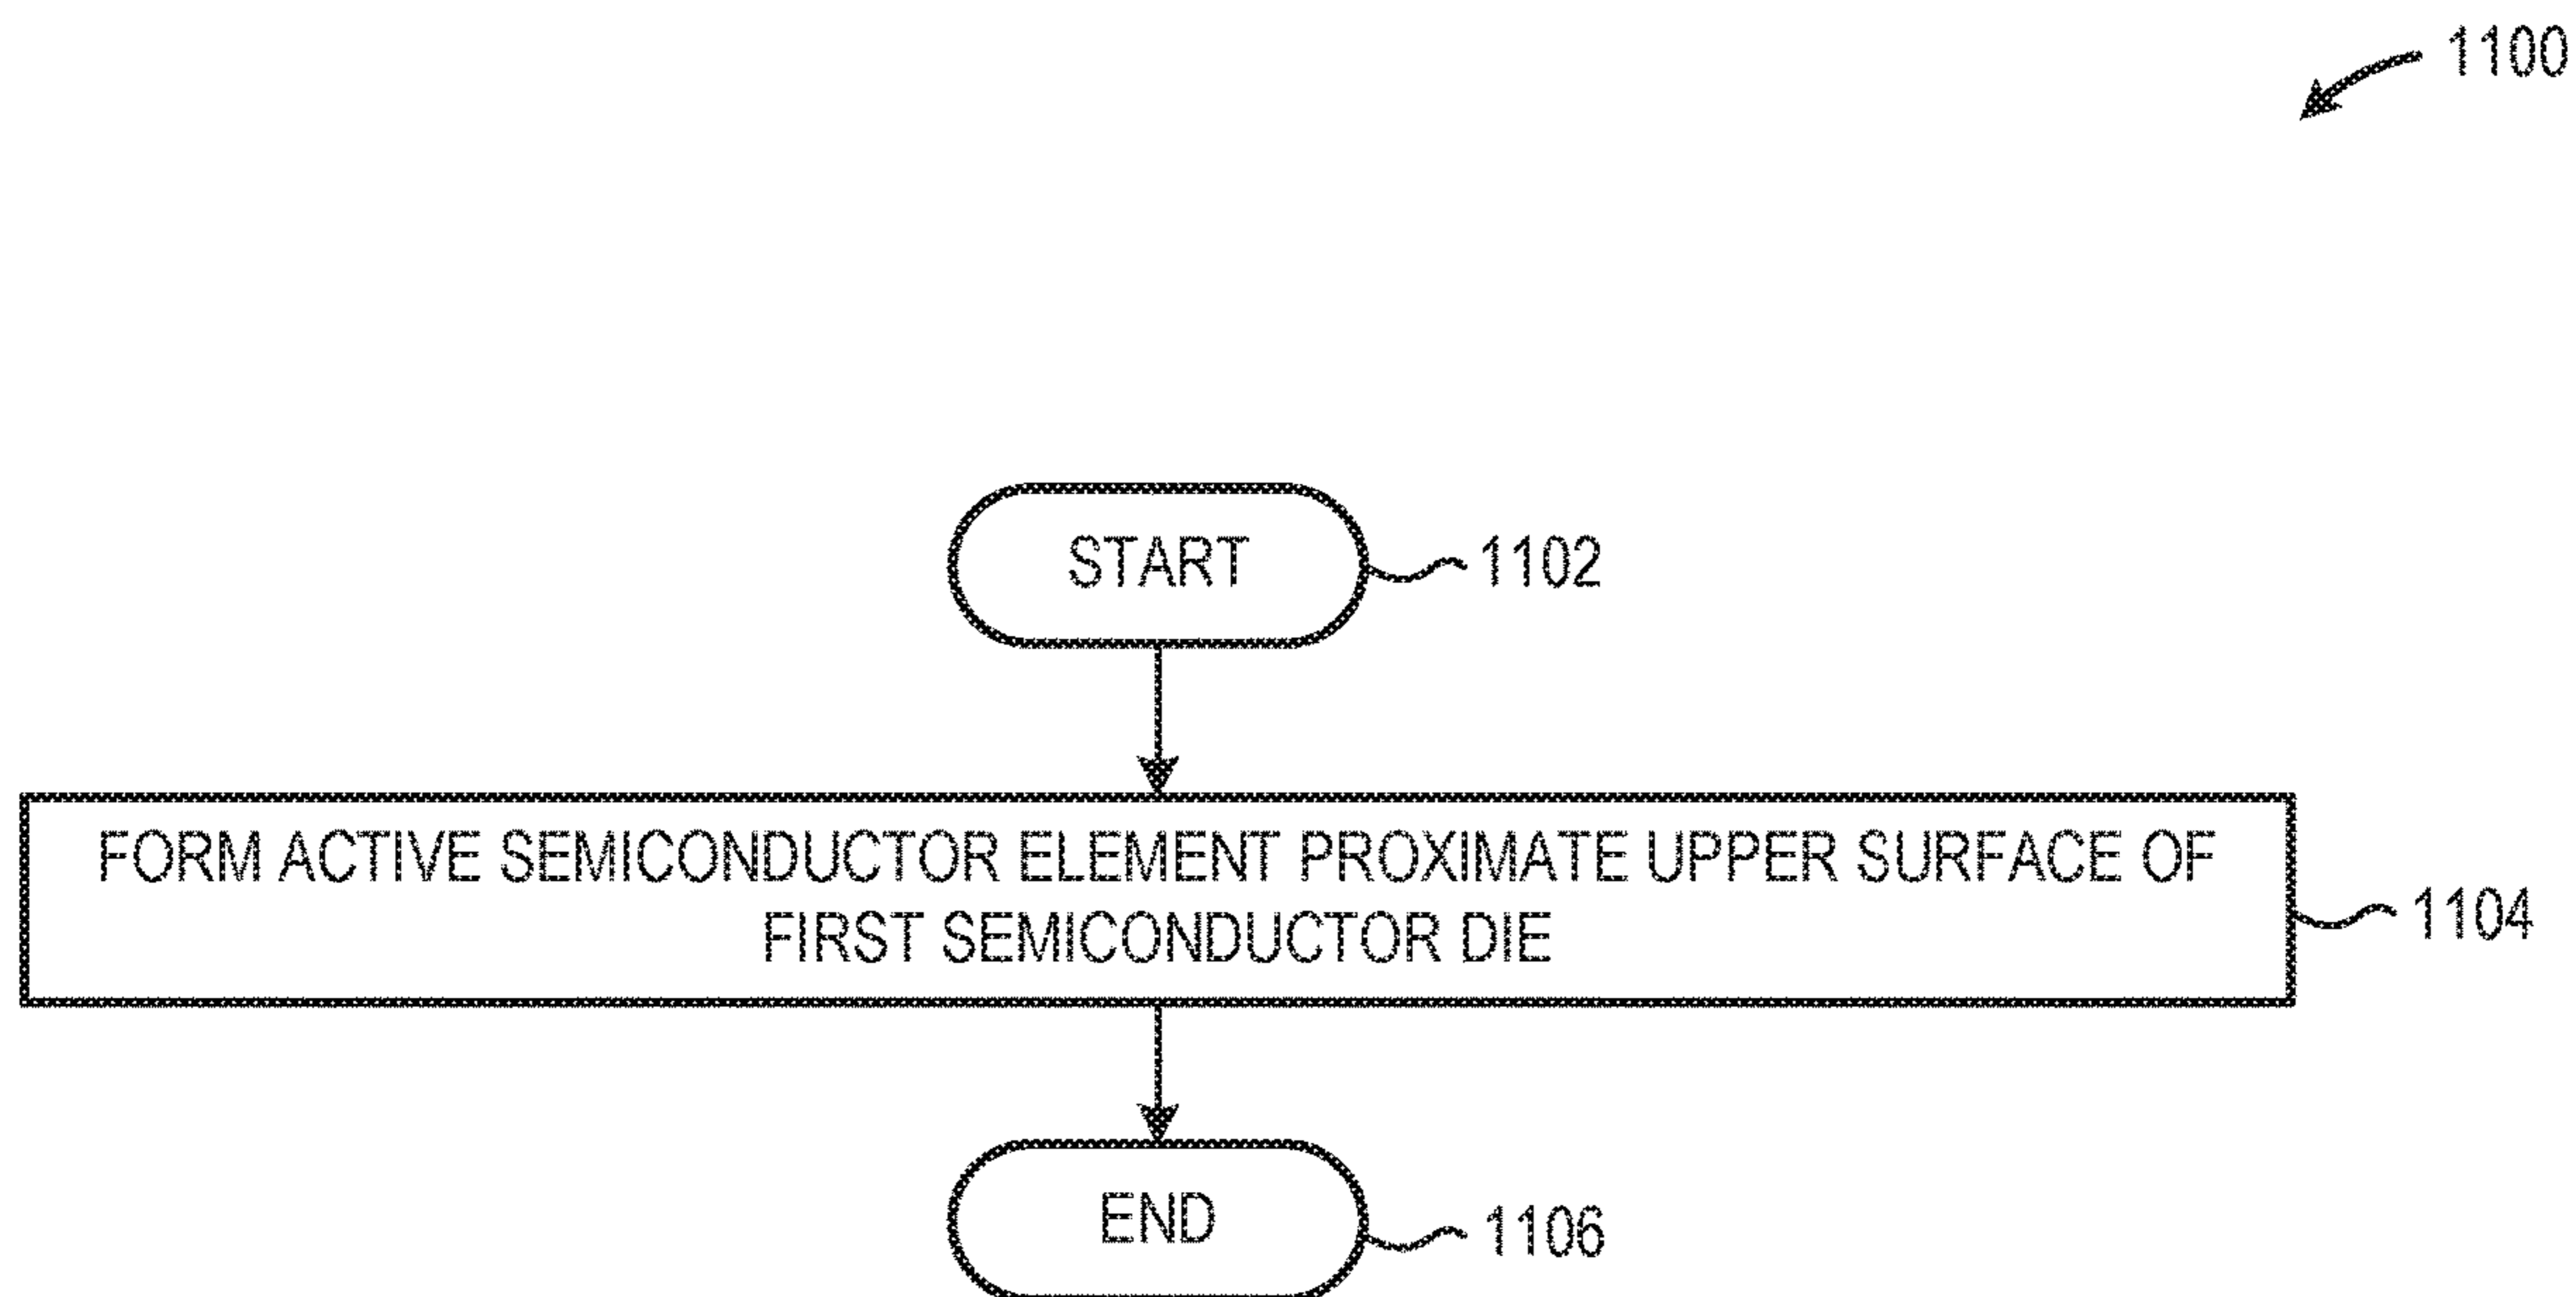 1100
START
1102
FORM ACTIVE SEMICONDUCTOR ELEMENT PROXIMATE UPPER SURFACE OF
FIRST SEMICONDUCTOR DIE
1104
END
1106